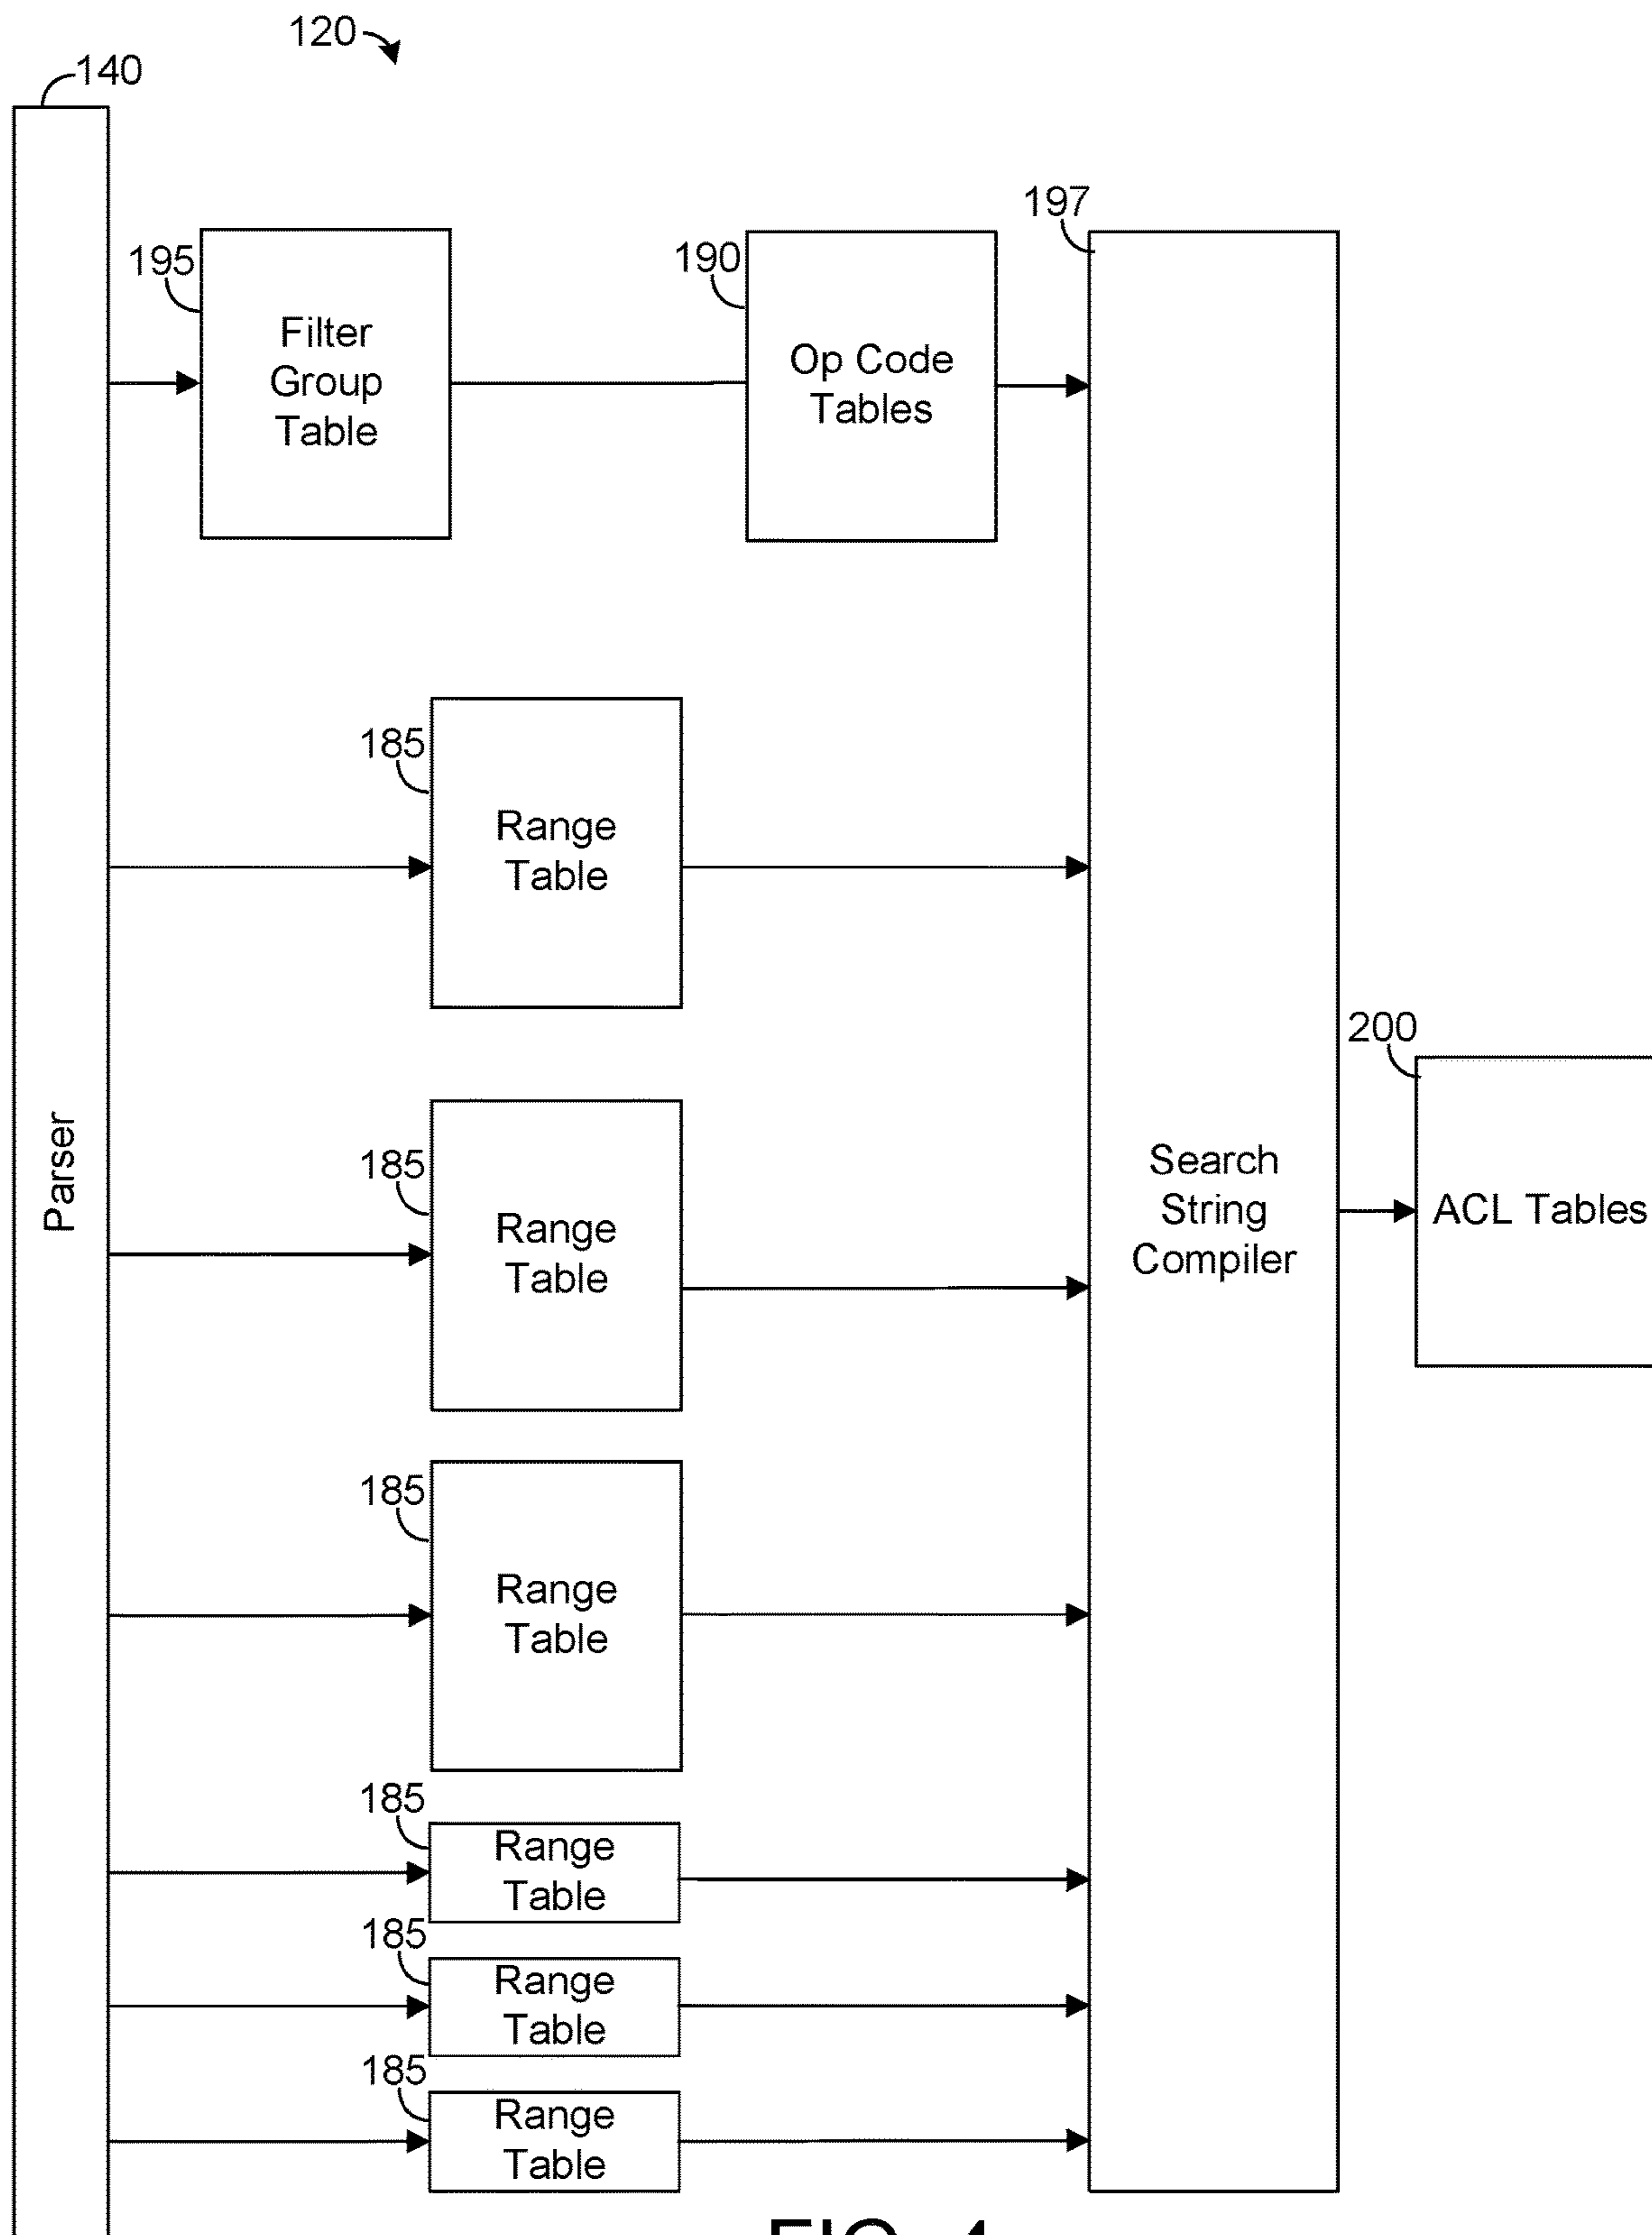 120
140
197
195
190
Filter
Group
Table
Op Code
Tables
185
Range
Table
200
Parser
185
Range
Table
Search
String
Compiler
ACL Tables
185
Range
Table
185
Range
Table
185
Range
Table
185
Range
Table